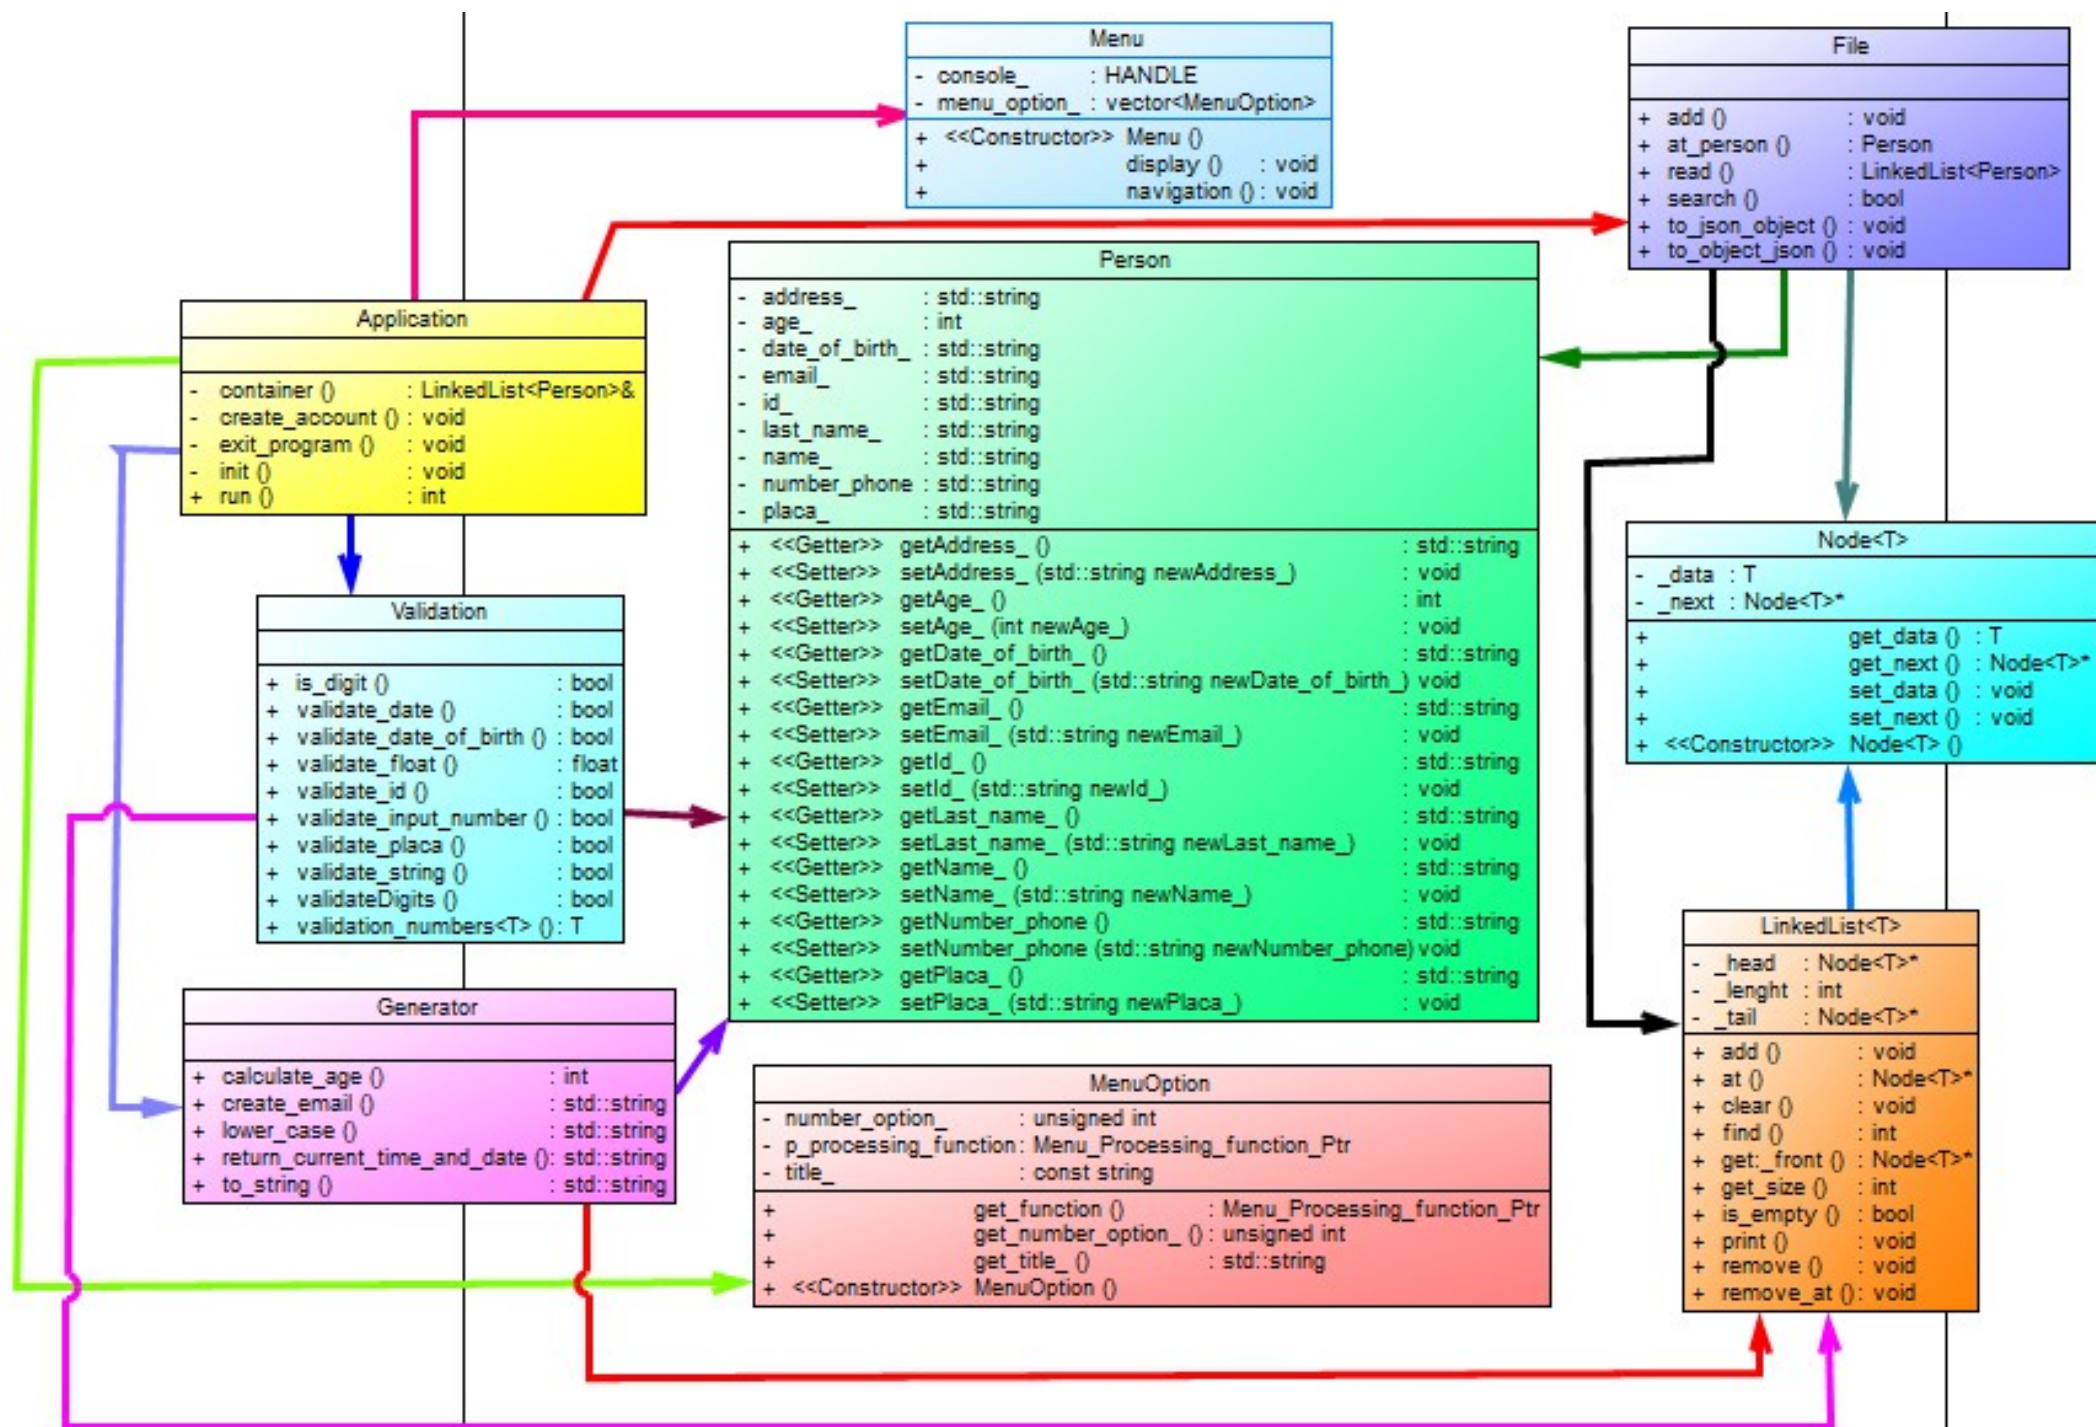 Menu
- console_ : HANDLE
- menu_option_ : vector<MenuOption>
+ <<Constructor>> Menu ()
+ display () : void
+ navigation () : void
File
+ add () : void
+ at_person () : Person
+ read () : LinkedList<Person>
+ search () : bool
+ to_json_object () : void
+ to_object_json () : void
Application
- container () : LinkedList<Person>&
- create_account () : void
- exit_program () : void
- init () : void
+ run () : int
Person
- address_ : std::string
- age_ : int
- date_of_birth_ : std::string
- email_ : std::string
- id_ : std::string
- last_name_ : std::string
- name_ : std::string
- number_phone : std::string
- placa_ : std::string
+ <<Getter>> getAddress_ () : std::string
+ <<Setter>> setAddress_ (std::string newAddress_) : void
+ <<Getter>> getAge_ () : int
+ <<Setter>> setAge_ (int newAge_) : void
+ <<Getter>> getDate_of_birth_ () : std::string
+ <<Setter>> setDate_of_birth_ (std::string newDate_of_birth_) void
+ <<Getter>> getEmail_ () : std::string
+ <<Setter>> setEmail_ (std::string newEmail_) : void
+ <<Getter>> getId_ () : std::string
+ <<Setter>> setId_ (std::string newId_) : void
+ <<Getter>> getLast_name_ () : std::string
+ <<Setter>> setLast_name_ (std::string newLast_name_) : void
+ <<Getter>> getName_ () : std::string
+ <<Setter>> setName_ (std::string newName_) : void
+ <<Getter>> getNumber_phone () : std::string
+ <<Setter>> setNumber_phone (std::string newNumber_phone) void
+ <<Getter>> getPlaca_ () : std::string
+ <<Setter>> setPlaca_ (std::string newPlaca_) : void
Node<T>
- _data : T
- _next : Node<T>*
+ get_data () : T
+ get_next () : Node<T>*
+ set_data () : void
+ set_next () : void
+ <<Constructor>> Node<T> ()
Validation
+ is_digit () : bool
+ validate_date () : bool
+ validate_date_of_birth () : bool
+ validate_float () : float
+ validate_id () : bool
+ validate_input_number () : bool
+ validate_placa () : bool
+ validate_string () : bool
+ validateDigits () : bool
+ validation_numbers<T> () : T
LinkedList<T>
- _head : Node<T>*
- _lenght : int
- _tail : Node<T>*
+ add () : void
+ at () : Node<T>*
+ clear () : void
+ find () : int
+ get:_front () : Node<T>*
+ get_size () : int
+ is_empty () : bool
+ print () : void
+ remove () : void
+ remove_at () : void
Generator
+ calculate_age () : int
+ create_email () : std::string
+ lower_case () : std::string
+ return_current_time_and_date () : std::string
+ to_string () : std::string
MenuOption
- number_option_ : unsigned int
- p_processing_function : Menu_Processing_function_Ptr
- title_ : const string
+ get_function () : Menu_Processing_function_Ptr
+ get_number_option_ () : unsigned int
+ get_title_ () : std::string
+ <<Constructor>> MenuOption ()